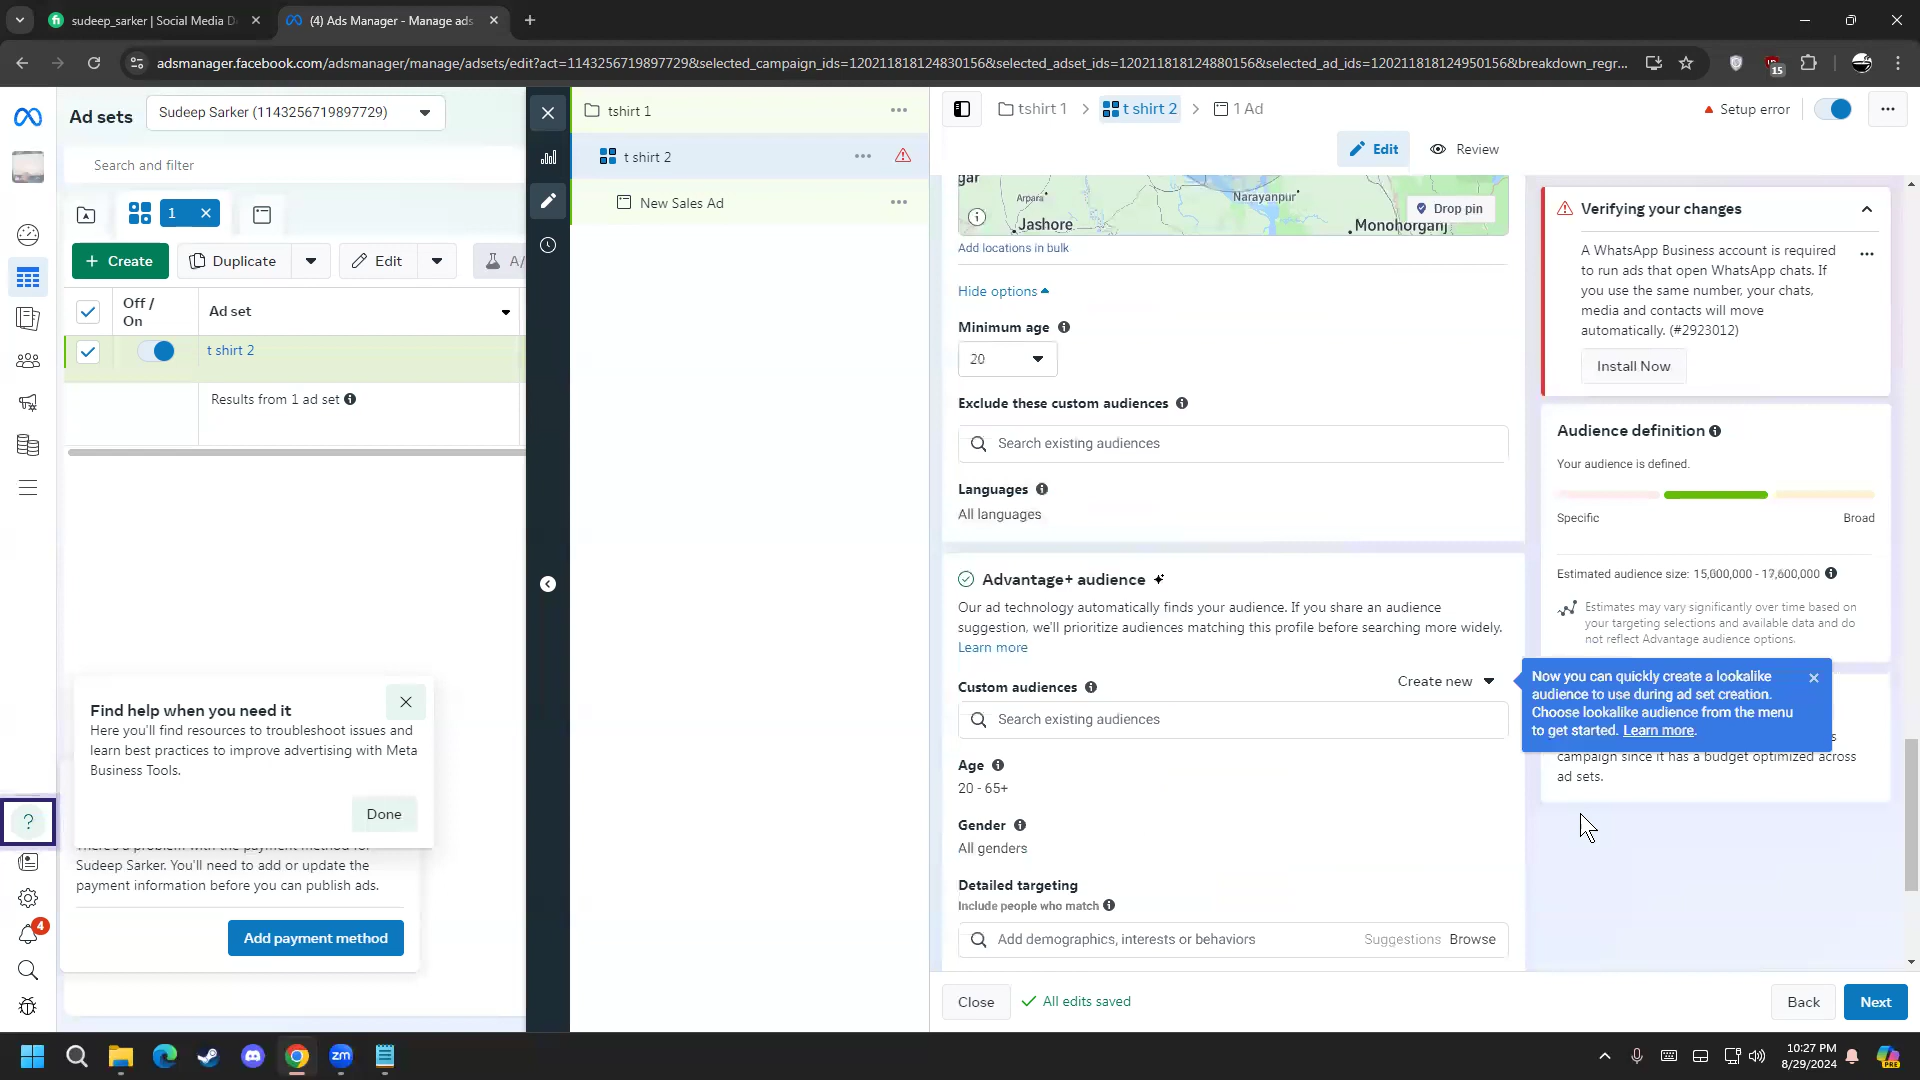 sudeep_sarker | Social Media D
(4) Ads Manager - Manage ads
adsmanager.facebook.com/adsmanager/manage/adsets/edit?act=1143256719897729&selected_campaign_ids=120211818124830156&selected_adset_ids=120211818124880156&selected_ad_ids=120211818124950156&breakdown_regr...
15
Ad sets
Sudeep Sarker (1143256719897729)
Search and filter
1
Create
Duplicate
Edit
A/
Off /
On
Ad set
t shirt 2
Results from 1 ad set
Find help when you need it
Here you'll find resources to troubleshoot issues and
learn best practices to improve advertising with Meta
Business Tools.
Done
There's a problem with the payment method for
Sudeep Sarker. You'll need to add or update the
payment information before you can publish ads.
Add payment method
4
tshirt 1
t shirt 2
New Sales Ad
tshirt 1
t shirt 2
1 Ad
Setup error
Edit
Review
gar
Arpara
Narayanpur
Jashore
Monohorganj
Drop pin
Add locations in bulk
Hide options
Minimum age
20
Exclude these custom audiences
Search existing audiences
Languages
All languages
Advantage+ audience
Our ad technology automatically finds your audience. If you share an audience
suggestion, we'll prioritize audiences matching this profile before searching more widely.
Learn more
Custom audiences
Create new
Search existing audiences
Age
20 - 65+
Gender
All genders
Detailed targeting
Include people who match
Add demographics, interests or behaviors
Suggestions
Browse
Close
All edits saved
Back
Next
Verifying your changes
A WhatsApp Business account is required
to run ads that open WhatsApp chats. If
you use the same number, your chats,
media and contacts will move
automatically. (#2923012)
Install Now
Audience definition
Your audience is defined.
Specific
Broad
Estimated audience size: 15,000,000 - 17,600,000
Estimates may vary significantly over time based on
your targeting selections and available data and do
not reflect Advantage audience options.
Now you can quickly create a lookalike
audience to use during ad set creation.
Choose lookalike audience from the menu
to get started. Learn more.
s
campaign since it has a budget optimized across
ad sets.
zm
10:27 PM
8/29/2024
PRE